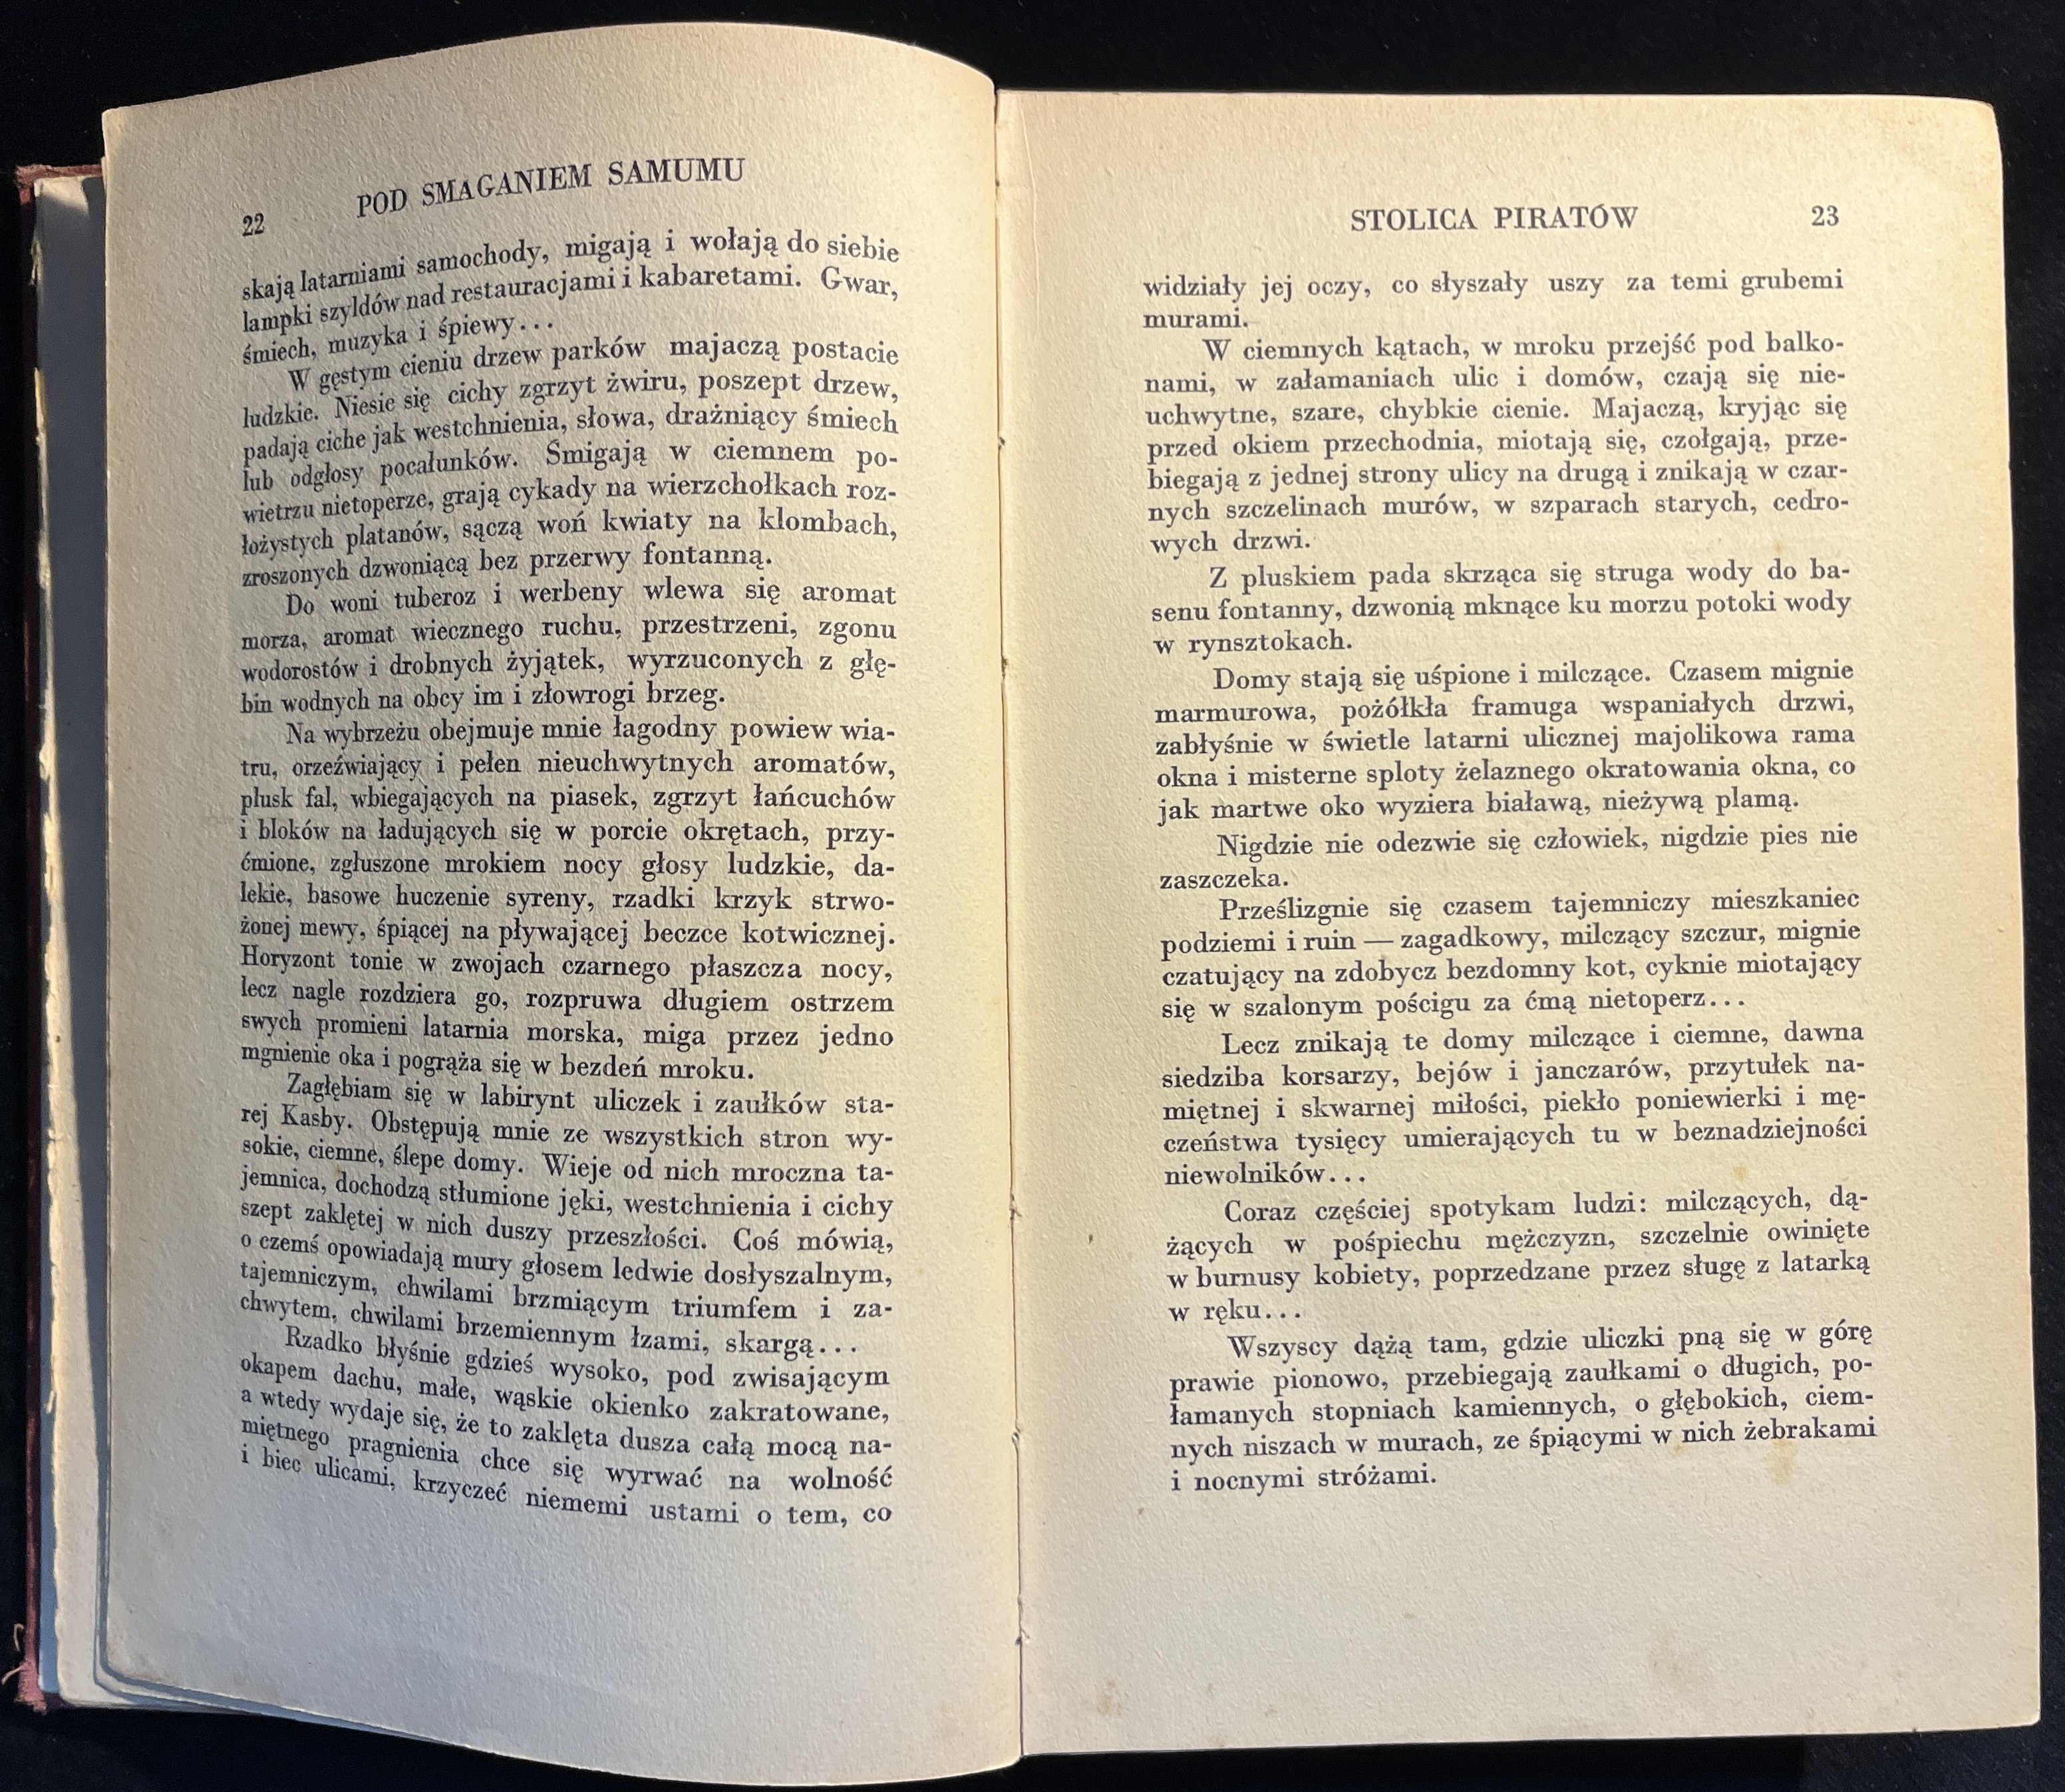 22 POD SMAGANIEM SAMUMU
skają latarniami samochody, migają i wołają do siebie
lampki szyldów nad restauracjami i kabaretami. Gwar,
śmiech, muzyka i śpiewy...
W gęstym cieniu drzew parków majaczą postacie
ludzkie. Niesie się cichy zgrzyt żwiru, poszept drzew,
padają ciche jak westchnienia, słowa, drażniący śmiech
lub odgłosy pocałunków. Śmigają w ciemnem po-
wietrzu nietoperze, grają cykady na wierzchołkach roz-
łożystych platanów, sączą woń kwiaty na klombach,
zroszonych dzwoniącą bez przerwy fontanną.
Do woni tuberoz i werbeny wlewa się aromat
morza, aromat wiecznego ruchu, przestrzeni, zgonu
wodorostów i drobnych żyjątek, wyrzuconych z głę-
bin wodnych na obcy im i złowrogi brzeg.
Na wybrzeżu obejmuje mnie łagodny powiew wia-
tru, orzeźwiający i pełen nieuchwytnych aromatów,
plusk fal, wbiegających na piasek, zgrzyt łańcuchów
i bloków na ładujących się w porcie okrętach, przy-
ćmione, zgłuszone mrokiem nocy głosy ludzkie, da-
lekie, basowe huczenie syreny, rzadki krzyk strwo-
żonej mewy, śpiącej na pływającej beczce kotwicznej.
Horyzont tonie w zwojach czarnego płaszcza nocy,
lecz nagle rozdziera go, rozpruwa długiem ostrzem
swych promieni latarnia morska, miga przez jedno
mgnienie oka i pogrąża się w bezdeń mroku.
Zagłębiam się w labirynt uliczek i zaułków sta-
rej Kasby. Obstępują mnie ze wszystkich stron wy-
sokie, ciemne, ślepe domy. Wieje od nich mroczna ta-
jemnica, dochodzą stłumione jęki, westchnienia i cichy
szept zaklętej w nich duszy przeszłości. Coś mówią,
o czemś opowiadają mury głosem ledwie dosłyszalnym,
tajemniczym, chwilami brzmiącym triumfem i za-
chwytem, chwilami brzemiennym łzami, skargą...
Rzadko błyśnie gdzieś wysoko, pod zwisającym
okapem dachu, małe, wąskie okienko zakratowane,
a wtedy wydaje się, że to zaklęta dusza całą mocą na-
miętnego pragnienia chce się wyrwać na wolność
i biec ulicami, krzyczeć niememi ustami o tem, co
STOLICA PIRATÓW 23
widziały jej oczy, co słyszały uszy za temi grubemi
murami.
W ciemnych kątach, w mroku przejść pod balko-
nami, w załamaniach ulic i domów, czają się nie-
uchwytne, szare, chybkie cienie. Majaczą, kryjąc się
przed okiem przechodnia, miotają się, czołgają, prze-
biegają z jednej strony ulicy na drugą i znikają w czar-
nych szczelinach murów, w szparach starych, cedro-
wych drzwi.
Z pluskiem pada skrząca się struga wody do ba-
senu fontanny, dzwonią mknące ku morzu potoki wody
w rynsztokach.
Domy stają się uśpione i milczące. Czasem mignie
marmurowa, pożółkła framuga wspaniałych drzwi,
zabłyśnie w świetle latarni ulicznej majolikowa rama
okna i misterne sploty żelaznego okratowania okna, co
jak martwe oko wyziera białawą, nieżywą plamą.
Nigdzie nie odezwie się człowiek, nigdzie pies nie
zaszczeka.
Prześlizgnie się czasem tajemniczy mieszkaniec
podziemi i ruin — zagadkowy, milczący szczur, mignie
czatujący na zdobycz bezdomny kot, cyknie miotający
się w szalonym pościgu za ćmą nietoperz...
Lecz znikają te domy milczące i ciemne, dawna
siedziba korsarzy, bejów i janczarów, przytułek na-
miętnej i skwarnej miłości, piekło poniewierki i mę-
czeństwa tysięcy umierających tu w beznadziejności
niewolników...
Coraz częściej spotykam ludzi: milczących, dą-
żących w pośpiechu mężczyzn, szczelnie owinięte
w burnusy kobiety, poprzedzane przez sługę z latarką
w ręku...
Wszyscy dążą tam, gdzie uliczki pną się w górę
prawie pionowo, przebiegają zaułkami o długich, po-
łamanych stopniach kamiennych, o głębokich, ciem-
nych niszach w murach, ze śpiącymi w nich żebrakami
i nocnymi stróżami.